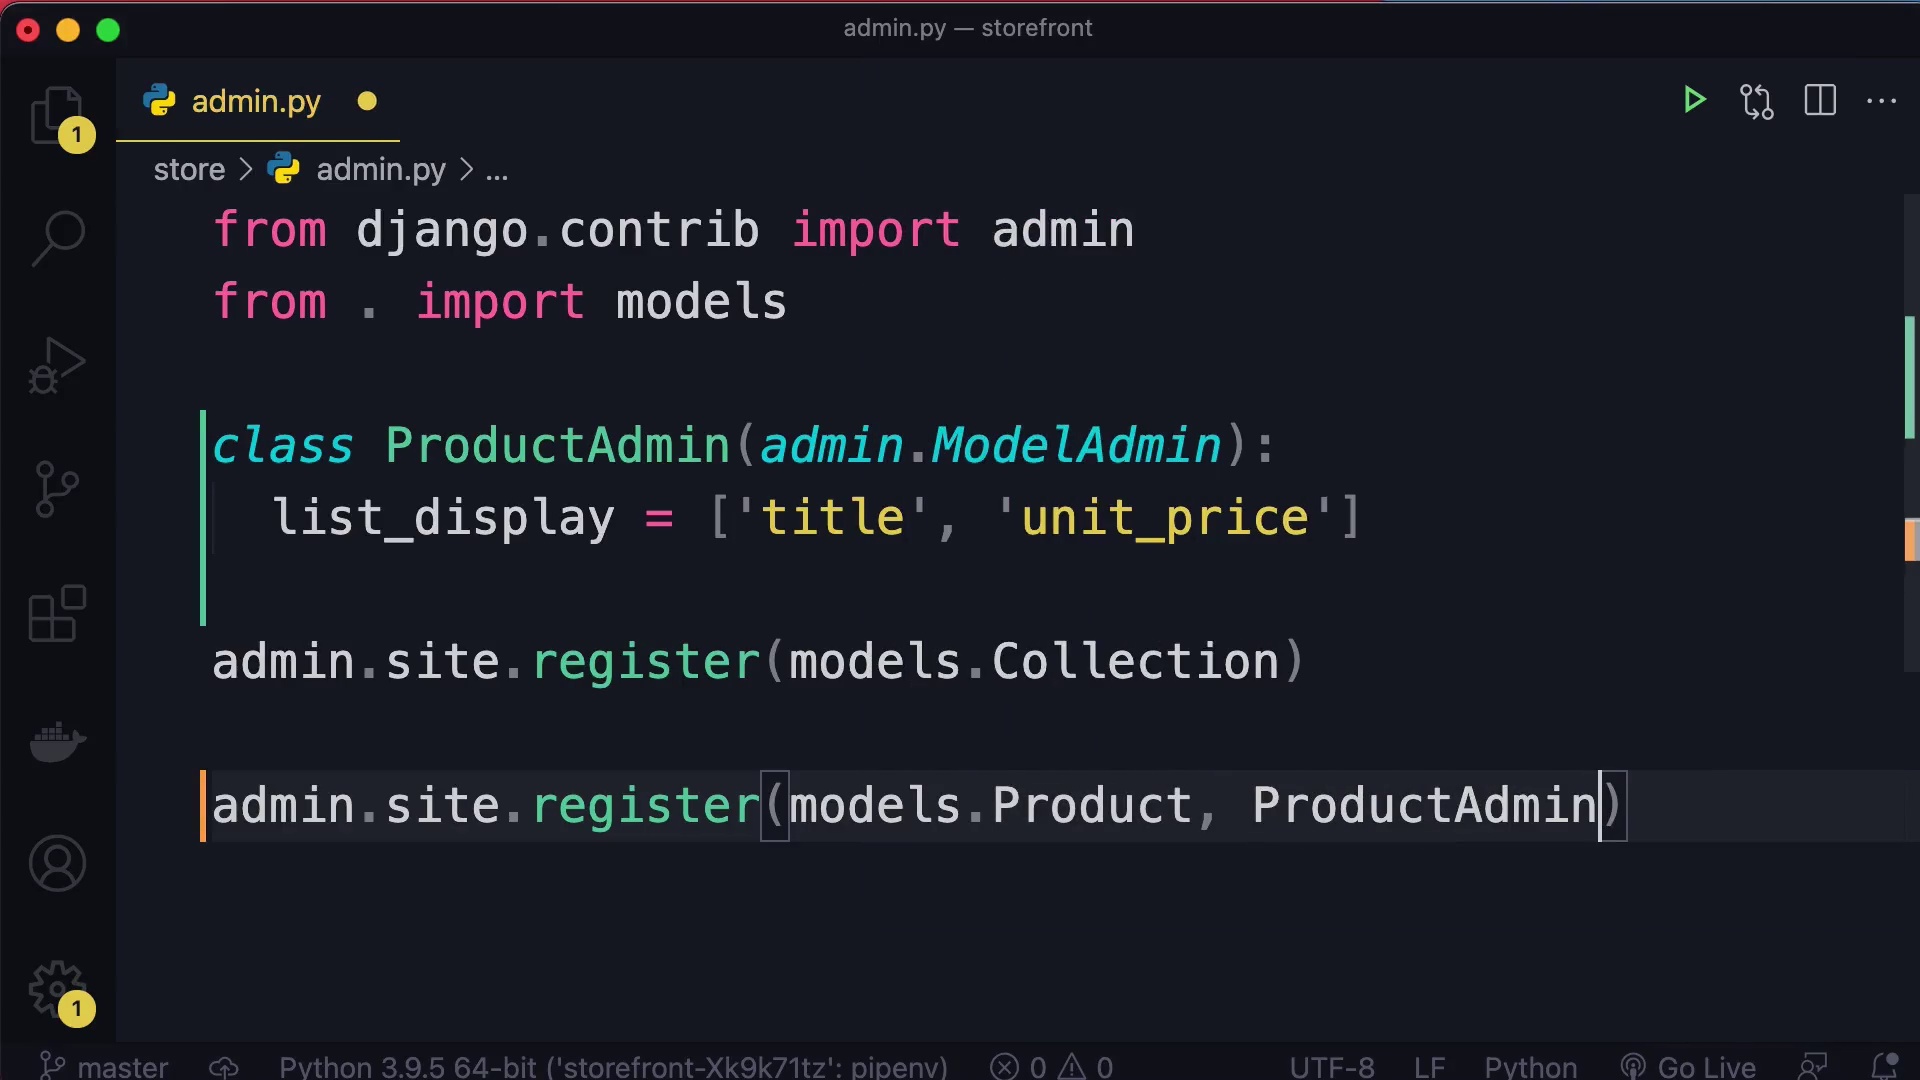 admin.py — storefront
admin.py
1
store > admin.py > ...
from django.contrib import admin
from . import models
class ProductAdmin(admin.ModelAdmin):
list_display = ['title', 'unit_price']
admin.site.register(models.Collection)
admin.site.register(models.Product, ProductAdmin)
1
master Python 3.9.5 64-bit ('storefront-Xk9k71tz': pipenv) 0 0 UTF-8 LF Python Go Live